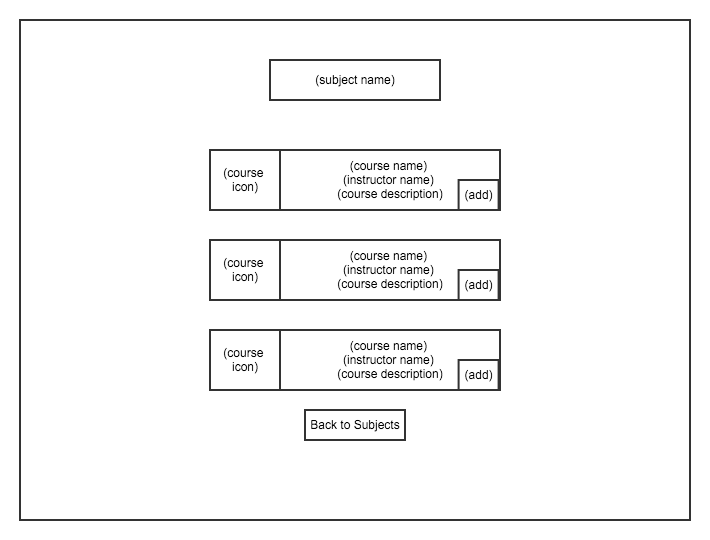 (subject name)
(course
icon)
(course name)
(instructor name)
(course description)
(add)
(course
icon)
(course name)
(instructor name)
(course description)
(add)
(course
icon)
(course name)
(instructor name)
(course description)
(add)
Back to Subjects